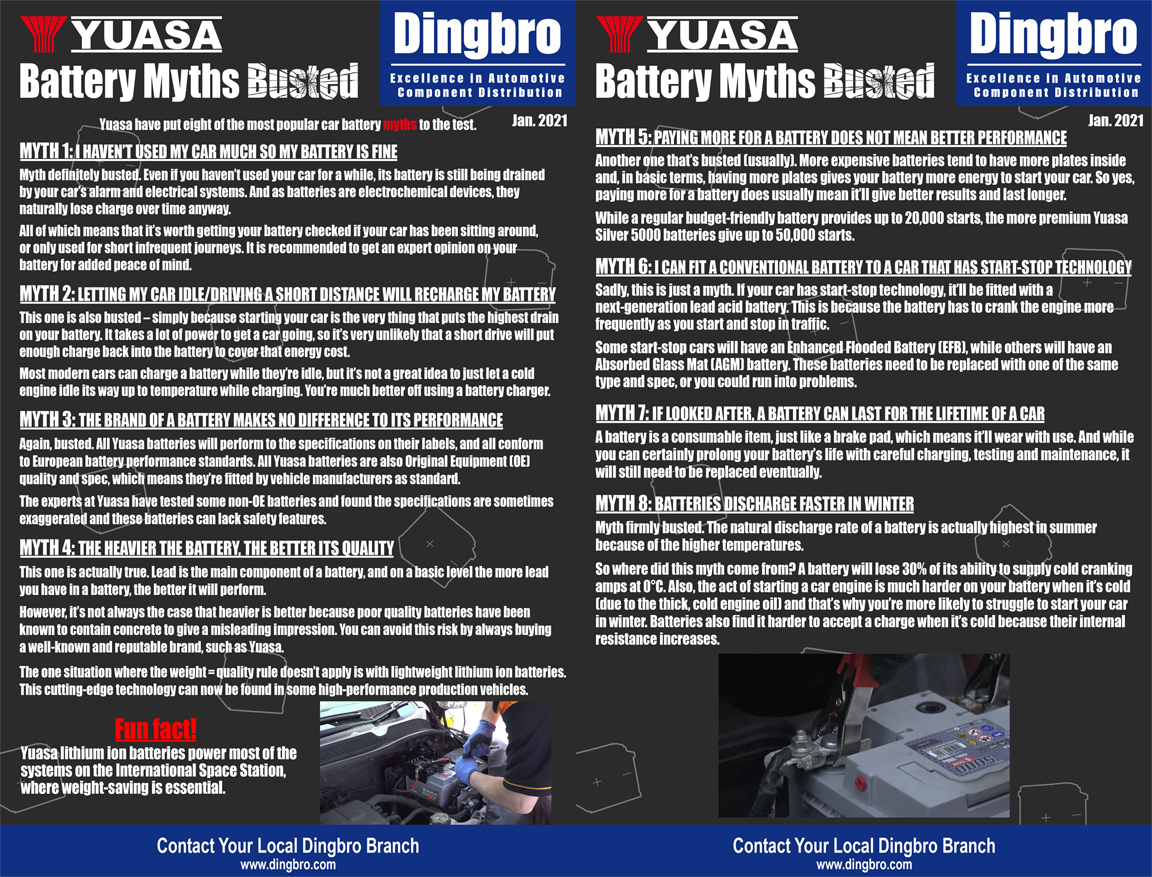 YUASA
Battery Myths Busted
Dingbro
Excellence in Automotive
Component Distribution
Yuasa have put eight of the most popular car battery myths to the test.
Jan. 2021
MYTH 1: I HAVEN'T USED MY CAR MUCH SO MY BATTERY IS FINE
Myth definitely busted. Even if you haven't used your car for a while, its battery is still being drained
by your car's alarm and electrical systems. And as batteries are electrochemical devices, they
naturally lose charge over time anyway.
All of which means that it's worth getting your battery checked if your car has been sitting around,
or only used for short infrequent journeys. It is recommended to get an expert opinion on your
battery for added peace of mind.
MYTH 2: LETTING MY CAR IDLE/DRIVING A SHORT DISTANCE WILL RECHARGE MY BATTERY
This one is also busted – simply because starting your car is the very thing that puts the highest drain
on your battery. It takes a lot of power to get a car going, so it's very unlikely that a short drive will put
enough charge back into the battery to cover that energy cost.
Most modern cars can charge a battery while they're idle, but it's not a great idea to just let a cold
engine idle its way up to temperature while charging. You're much better off using a battery charger.
MYTH 3: THE BRAND OF A BATTERY MAKES NO DIFFERENCE TO ITS PERFORMANCE
Again, busted. All Yuasa batteries will perform to the specifications on their labels, and all conform
to European battery performance standards. All Yuasa batteries are also Original Equipment (OE)
quality and spec, which means they're fitted by vehicle manufacturers as standard.
The experts at Yuasa have tested some non-OE batteries and found the specifications are sometimes
exaggerated and these batteries can lack safety features.
MYTH 4: THE HEAVIER THE BATTERY, THE BETTER ITS QUALITY
This one is actually true. Lead is the main component of a battery, and on a basic level the more lead
you have in a battery, the better it will perform.
However, it's not always the case that heavier is better because poor quality batteries have been
known to contain concrete to give a misleading impression. You can avoid this risk by always buying
a well-known and reputable brand, such as Yuasa.
The one situation where the weight = quality rule doesn't apply is with lightweight lithium ion batteries.
This cutting-edge technology can now be found in some high-performance production vehicles.
Fun fact!
Yuasa lithium ion batteries power most of the
systems on the International Space Station,
where weight-saving is essential.
Contact Your Local Dingbro Branch
www.dingbro.com
YUASA
Battery Myths Busted
Dingbro
Excellence in Automotive
Component Distribution
Jan. 2021
MYTH 5: PAYING MORE FOR A BATTERY DOES NOT MEAN BETTER PERFORMANCE
Another one that's busted (usually). More expensive batteries tend to have more plates inside
and, in basic terms, having more plates gives your battery more energy to start your car. So yes,
paying more for a battery does usually mean it'll give better results and last longer.
While a regular budget-friendly battery provides up to 20,000 starts, the more premium Yuasa
Silver 5000 batteries give up to 50,000 starts.
MYTH 6: I CAN FIT A CONVENTIONAL BATTERY TO A CAR THAT HAS START-STOP TECHNOLOGY
Sadly, this is just a myth. If your car has start-stop technology, it'll be fitted with a
next-generation lead acid battery. This is because the battery has to crank the engine more
frequently as you start and stop in traffic.
Some start-stop cars will have an Enhanced Flooded Battery (EFB), while others will have an
Absorbed Glass Mat (AGM) battery. These batteries need to be replaced with one of the same
type and spec, or you could run into problems.
MYTH 7: IF LOOKED AFTER, A BATTERY CAN LAST FOR THE LIFETIME OF A CAR
A battery is a consumable item, just like a brake pad, which means it'll wear with use. And while
you can certainly prolong your battery's life with careful charging, testing and maintenance, it
will still need to be replaced eventually.
MYTH 8: BATTERIES DISCHARGE FASTER IN WINTER
Myth firmly busted. The natural discharge rate of a battery is actually highest in summer
because of the higher temperatures.
So where did this myth come from? A battery will lose 30% of its ability to supply cold cranking
amps at 0°C. Also, the act of starting a car engine is much harder on your battery when it's cold
(due to the thick, cold engine oil) and that's why you're more likely to struggle to start your car
in winter. Batteries also find it harder to accept a charge when it's cold because their internal
resistance increases.
5000
Contact Your Local Dingbro Branch
www.dingbro.com